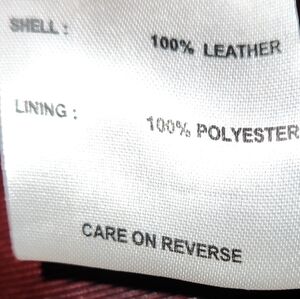 SHELL : 100% LEATHER
LINING : 100% POLYESTER
CARE ON REVERSE